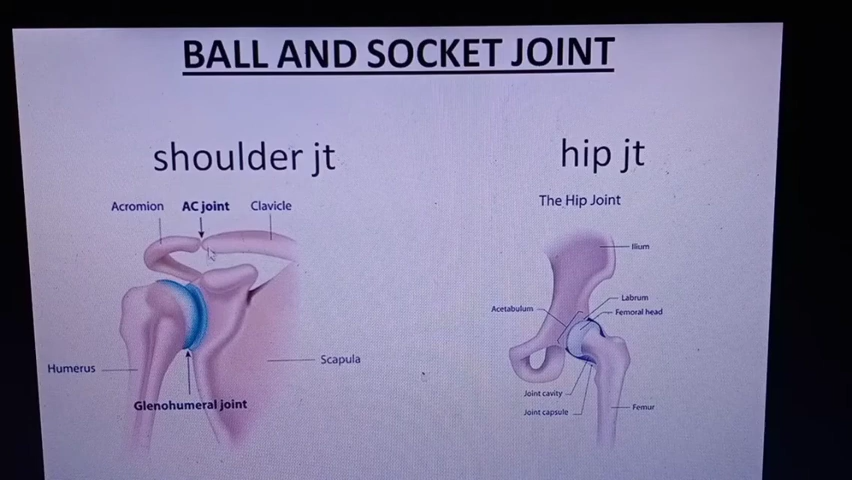 BALL AND SOCKET JOINT
shoulder jt
Acromion
AC joint
Clavicle
Humerus
Scapula
Glenohumeral joint
hip jt
The Hip Joint
Ilium
Labrum
Acetabulum
Femoral head
Joint cavity
Joint capsule
Femur